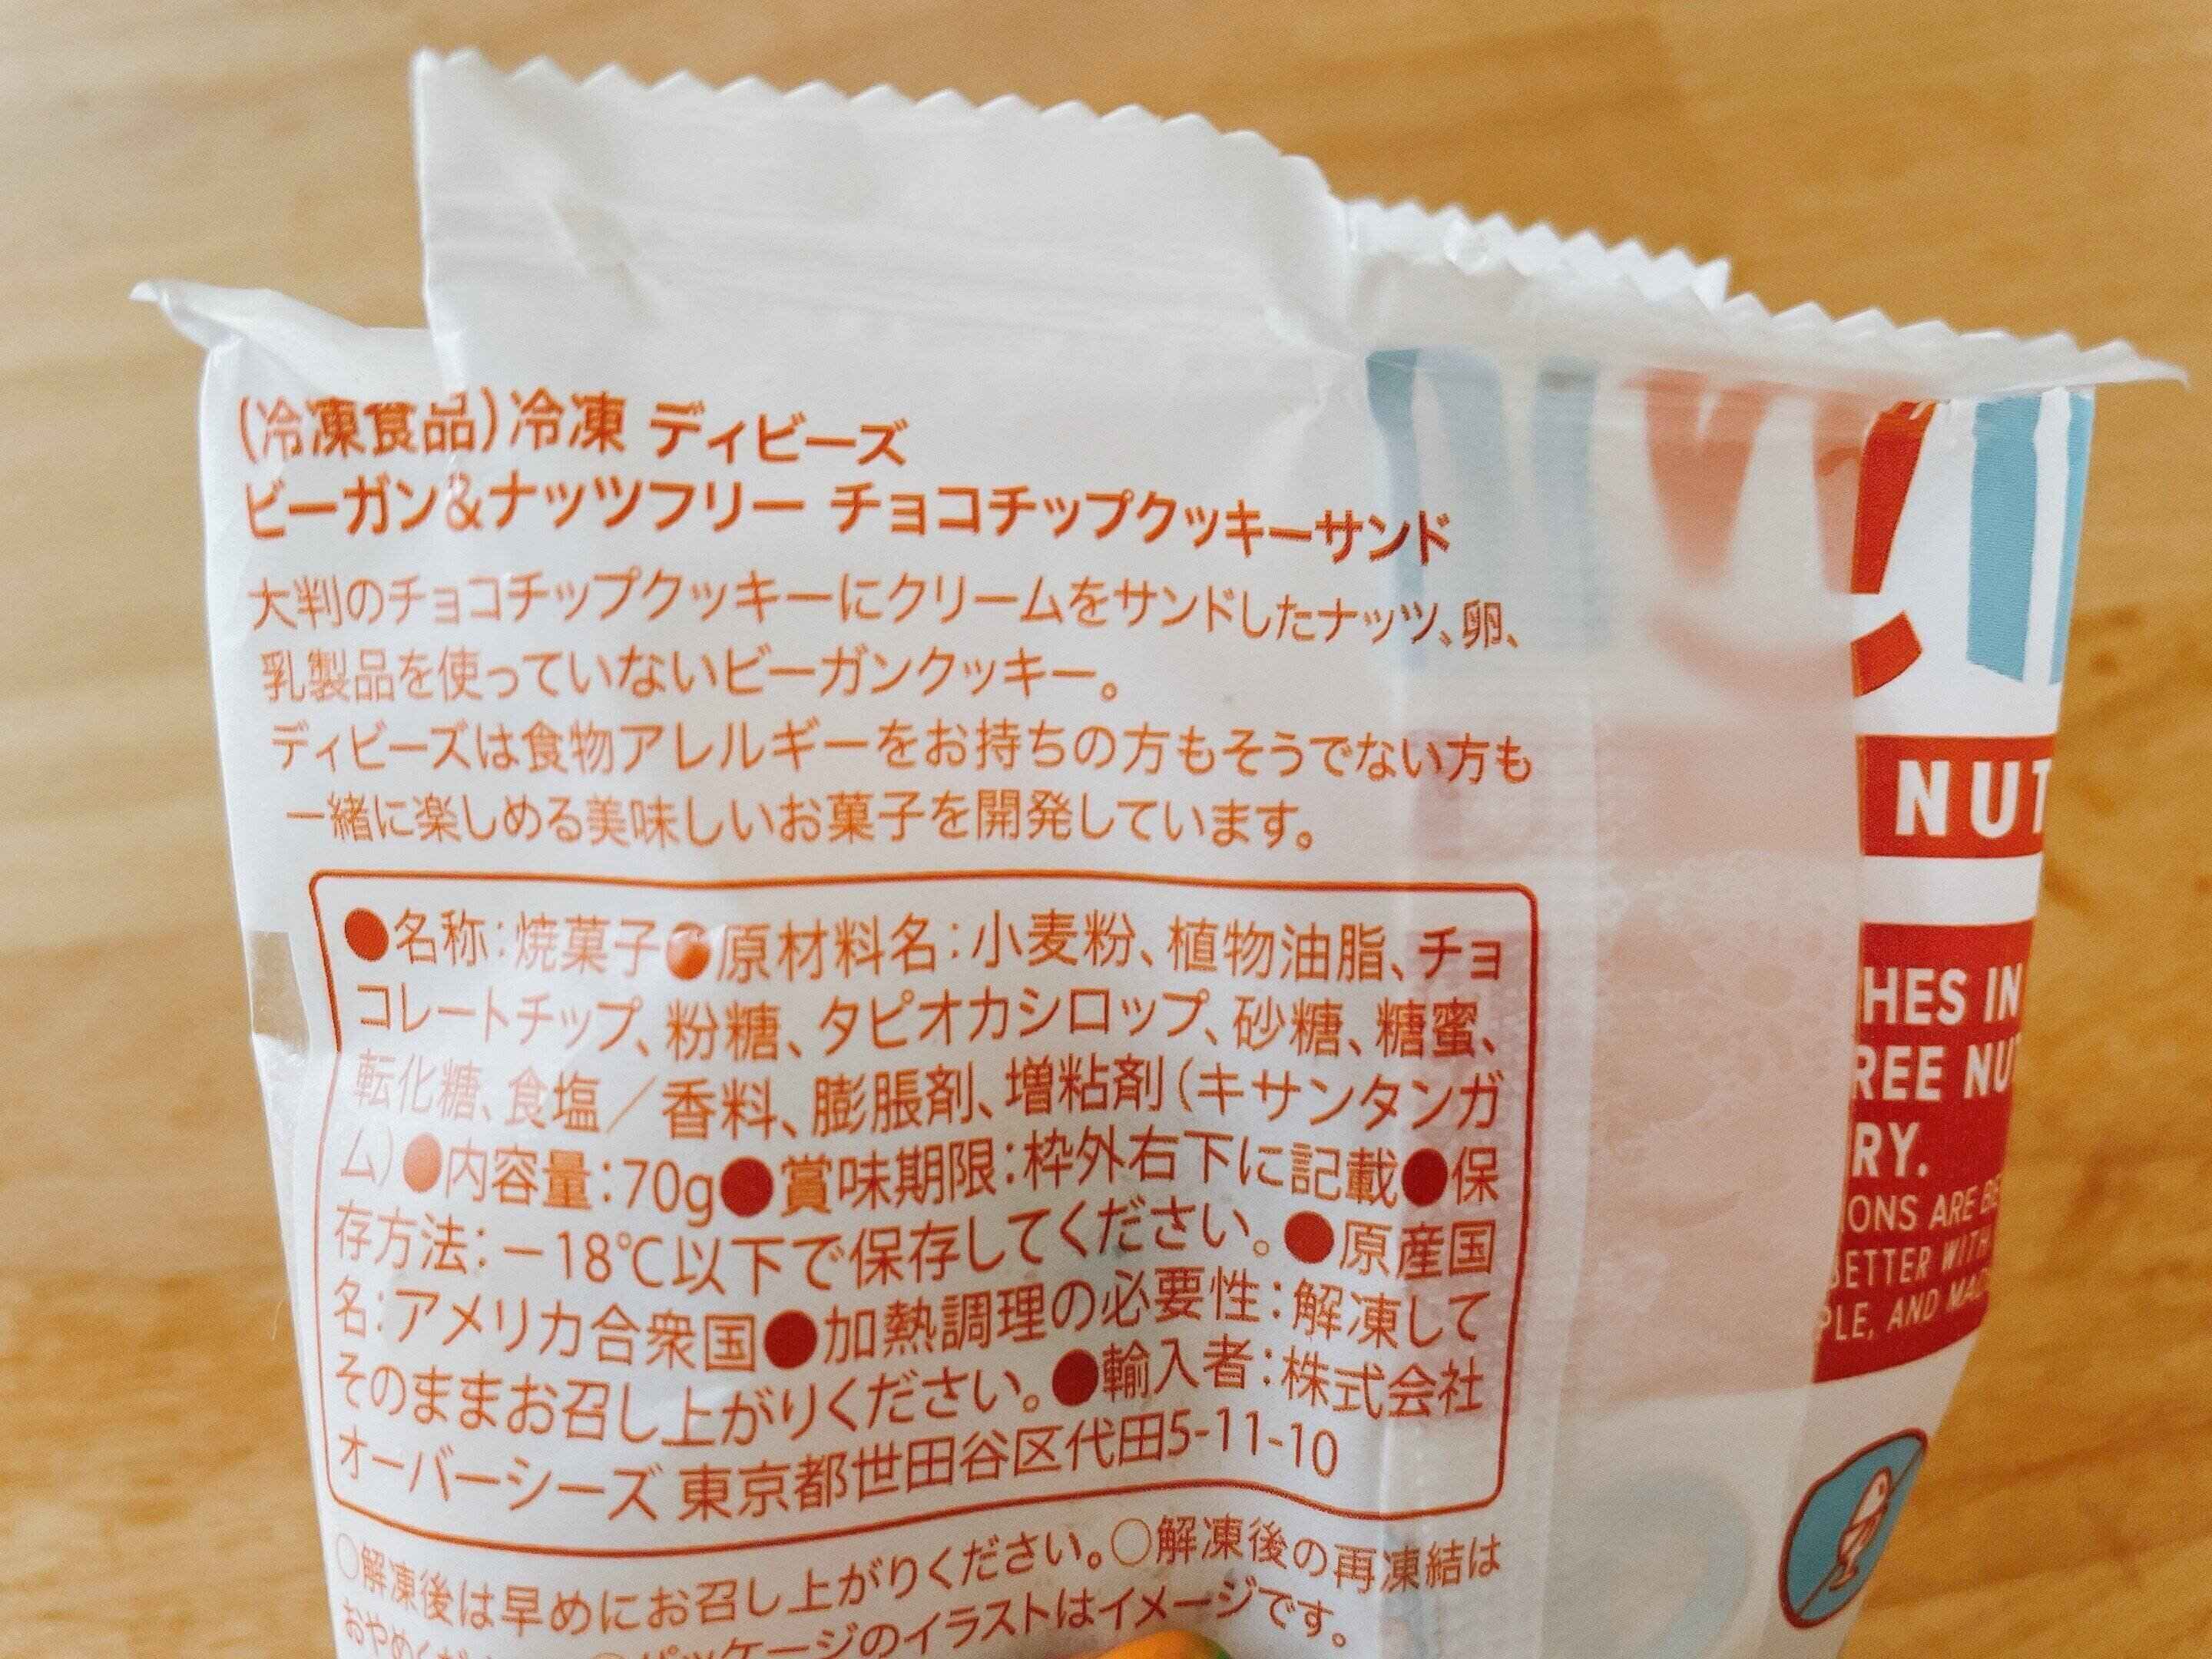 (冷凍食品)冷凍 ディビーズ
ビーガン&ナッツフリー チョコチップクッキーサンド
大判のチョコチップクッキーにクリームをサンドしたナッツ、卵、
乳製品を使っていないビーガンクッキー。
ディビーズは食物アレルギーをお持ちの方もそうでない方も
一緒に楽しめる美味しいお菓子を開発しています。
●名称:焼菓子●原材料名:小麦粉、植物油脂、チョ
コレートチップ、粉糖、タピオカシロップ、砂糖、糖蜜、
転化糖、食塩/香料、膨脹剤、増粘剤(キサンタンガ
ム)●内容量:70g●賞味期限:枠外右下に記載●保
存方法:-18℃以下で保存してください。●原産国
名:アメリカ合衆国●加熱調理の必要性:解凍して
そのままお召し上がりください。●輸入者:株式会社
オーバーシーズ 東京都世田谷区代田5-11-10
○解凍後は早めにお召し上がりください。○解凍後の再凍結は
おやめくだ パッケージのイラストはイメージです。
NUT
HES IN
REE NU
RY.
IONS ARE BE
BETTER WITH
PLE, AND MAD